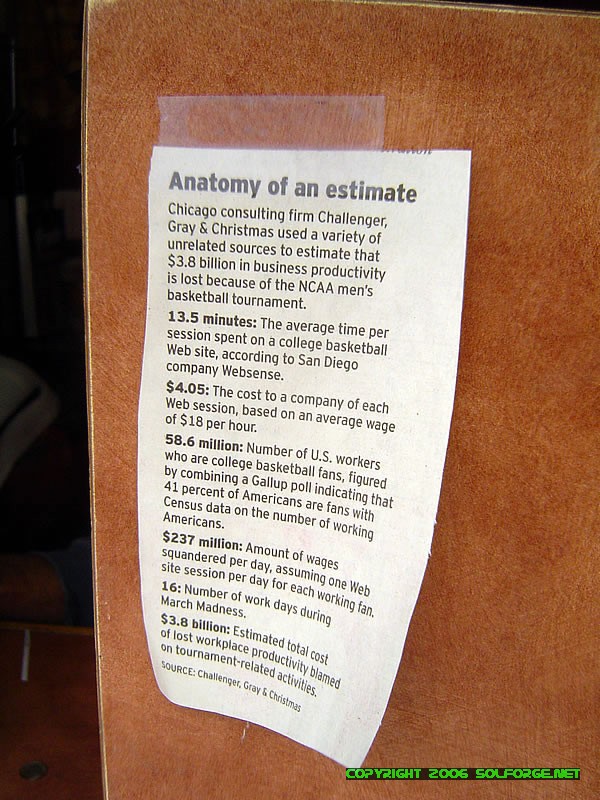 Anatomy of an estimate
Chicago consulting firm Challenger,
Gray & Christmas used a variety of
unrelated sources to estimate that
$3.8 billion in business productivity
is lost because of the NCAA men's
basketball tournament.
13.5 minutes: The average time per
session spent on a college basketball
Web site, according to San Diego
company Websense.
$4.05: The cost to a company of each
Web session, based on an average wage
of $18 per hour.
58.6 million: Number of U.S. workers
who are college basketball fans, figured
by combining a Gallup poll indicating that
41 percent of Americans are fans with
Census data on the number of working
Americans.
$237 million: Amount of wages
squandered per day, assuming one Web
site session per day for each working fan.
16: Number of work days during
March Madness.
$3.8 billion: Estimated total cost
of lost workplace productivity blamed
on tournament-related activities.
SOURCE: Challenger, Gray & Christmas
COPYRIGHT 2006 SOLFORGE.NET